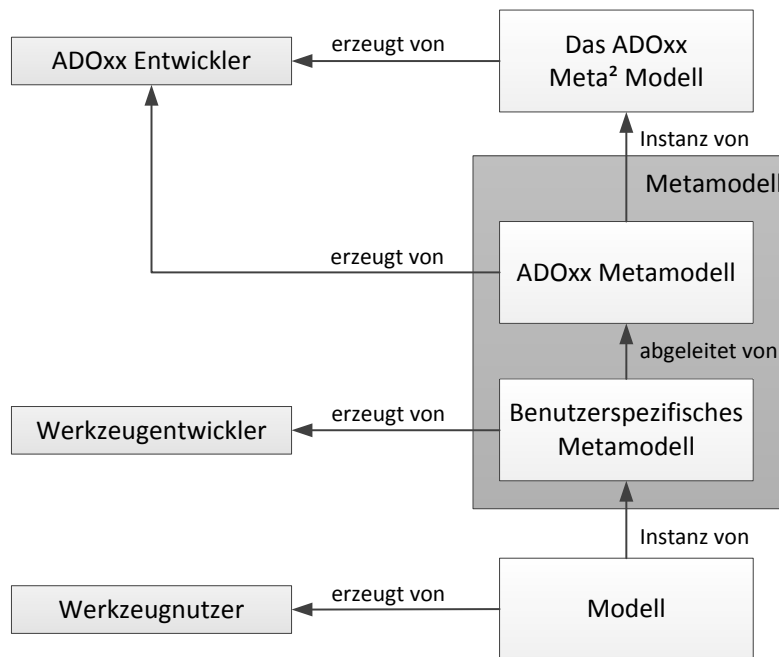 erzeugt von
Das ADOxx
Meta² Modell
ADOxx Entwickler
Instanz von
Metamodell
erzeugt von
ADOxx Metamodell
abgeleitet von
erzeugt von
Benutzerspezifisches
Metamodell
Werkzeugentwickler
Instanz von
erzeugt von
Modell
Werkzeugnutzer